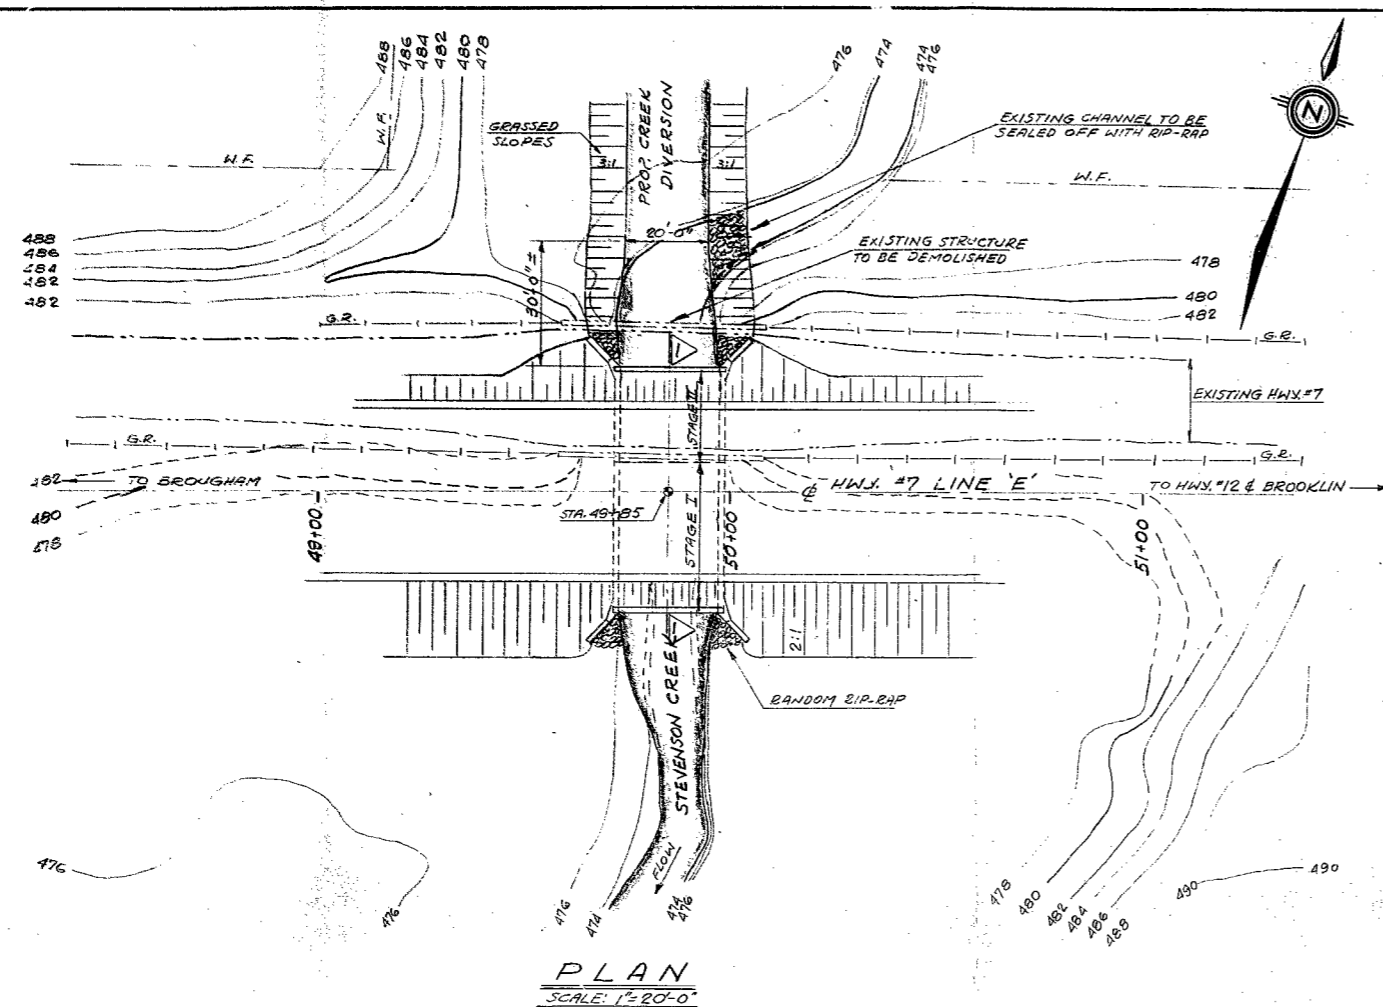 488
486
484
482
480
478
476
474
474
476
W.F.
W.F.
GRASSED
SLOPES
3:1
PROP. CREEK
DIVERSION
3:1
EXISTING CHANNEL TO BE
SEALED OFF WITH RIP-RAP
N
W.F.
20'-0"
EXISTING STRUCTURE
TO BE DEMOLISHED
488
486
484
482
482
30'-0" ±
478
480
482
G.R.
G.R.
1
EXISTING HWY. #7
STAGE II
G.R.
G.R.
482
TO BROUGHAM
480
478
℄ HWY. #7 LINE 'E'
TO HWY. #12 & BROOKLIN
STA. 49+85
49+00
STAGE I
50+00
51+00
1
2:1
STEVENSON CREEK
RANDOM RIP-RAP
FLOW
476
476
476
474
474
476
478
480
482
484
486
488
490
490
PLAN
SCALE: 1"=20'-0"